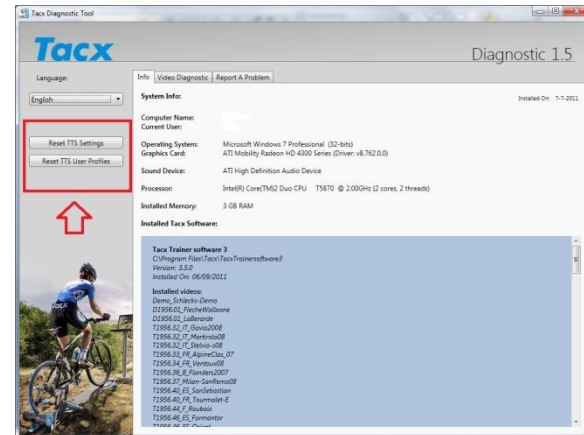 Tacx Diagnostic Tool
Tacx
Diagnostic 1.5
Language:
English
Reset TTS Settings
Reset TTS User Profiles
Info
Video Diagnostic
Report A Problem
System Info:
Installed On: 7-7-2011
Computer Name:
Current User:
Operating System: Microsoft Windows 7 Professional (32-bits)
Graphics Card: ATI Mobility Radeon HD 4300 Series (Driver: v8.762.0.0)
Sound Device: ATI High Definition Audio Device
Processor: Intel(R) Core(TM)2 Duo CPU T5870 @ 2.00GHz (2 cores, 2 threads)
Installed Memory: 3 GB RAM
Installed Tacx Software:
Tacx Trainer software 3
C:\Program Files\Tacx\TacxTrainersoftware3
Version: 3.5.0
Installed On: 06/09/2011
Installed videos:
Demo_Schlecks-Demo
D1956.01_FlecheWallonne
D1956.01_LaBerarde
T1956.32_IT_Gavia2008
T1956.32_IT_Mortirolo08
T1956.32_IT_Stelvio-s08
T1956.33_FR_AlpineClas_07
T1956.34_FR_Ventoux08
T1956.36_B_Flanders2007
T1956.37_Milan-SanRemo08
T1956.40_ES_SanSebastian
T1956.40_FR_Tourmalet-E
T1956.44_F_Roubaix
T1956.46_ES_Formentor